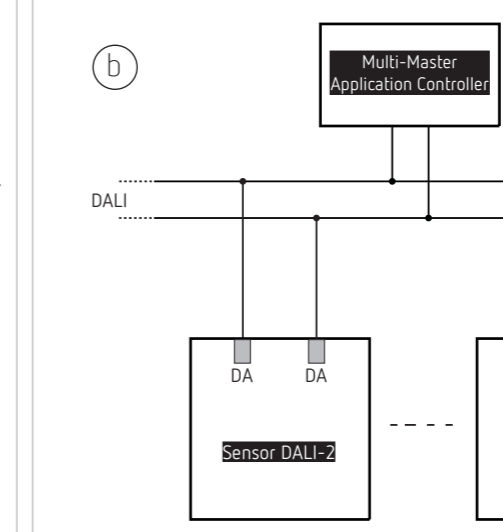 b
Multi-Master
Application Controller
DALI
DA DA
Sensor DALI-2